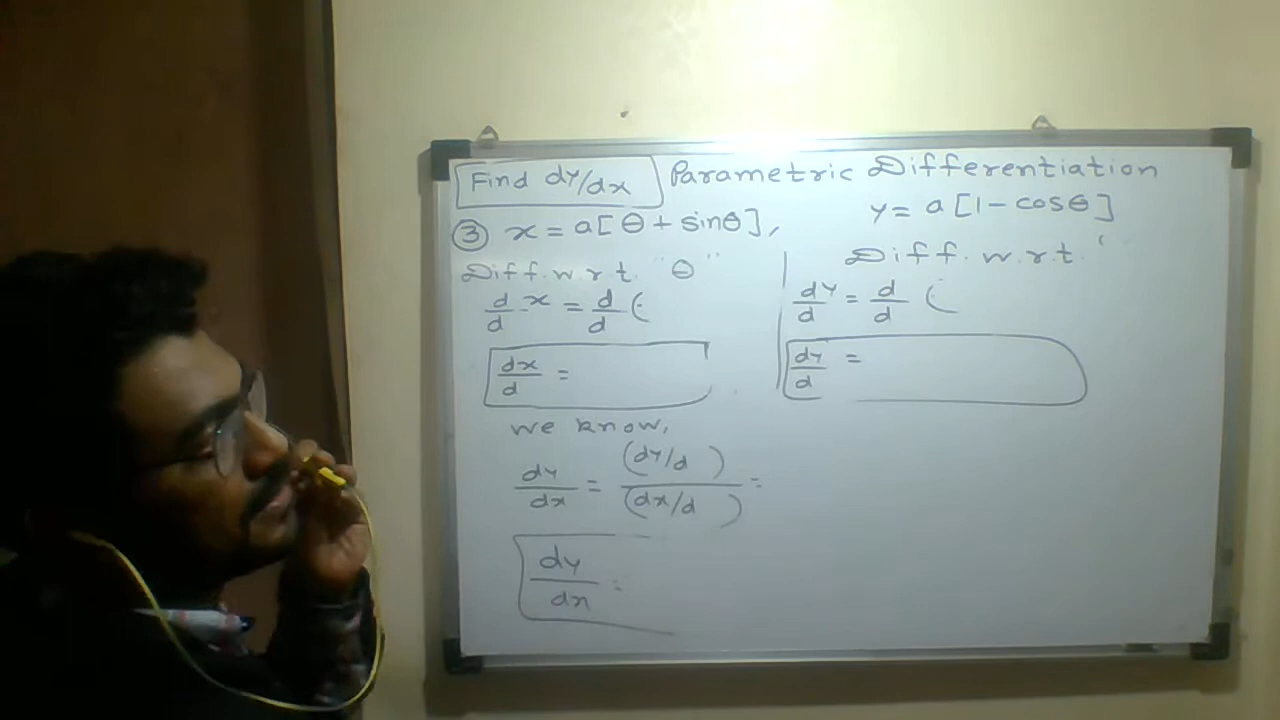 Find dy/dx Parametric Differentiation
③ x = a[θ + sinθ], y = a[1 - cosθ]
Diff. w.r.t. "θ" Diff. w.r.t. '
d/d x = d/d ( dy/d = d/d (
dx/d = dy/d =
we know,
dy/dx = (dy/d ) / (dx/d ) =
dy/dx =